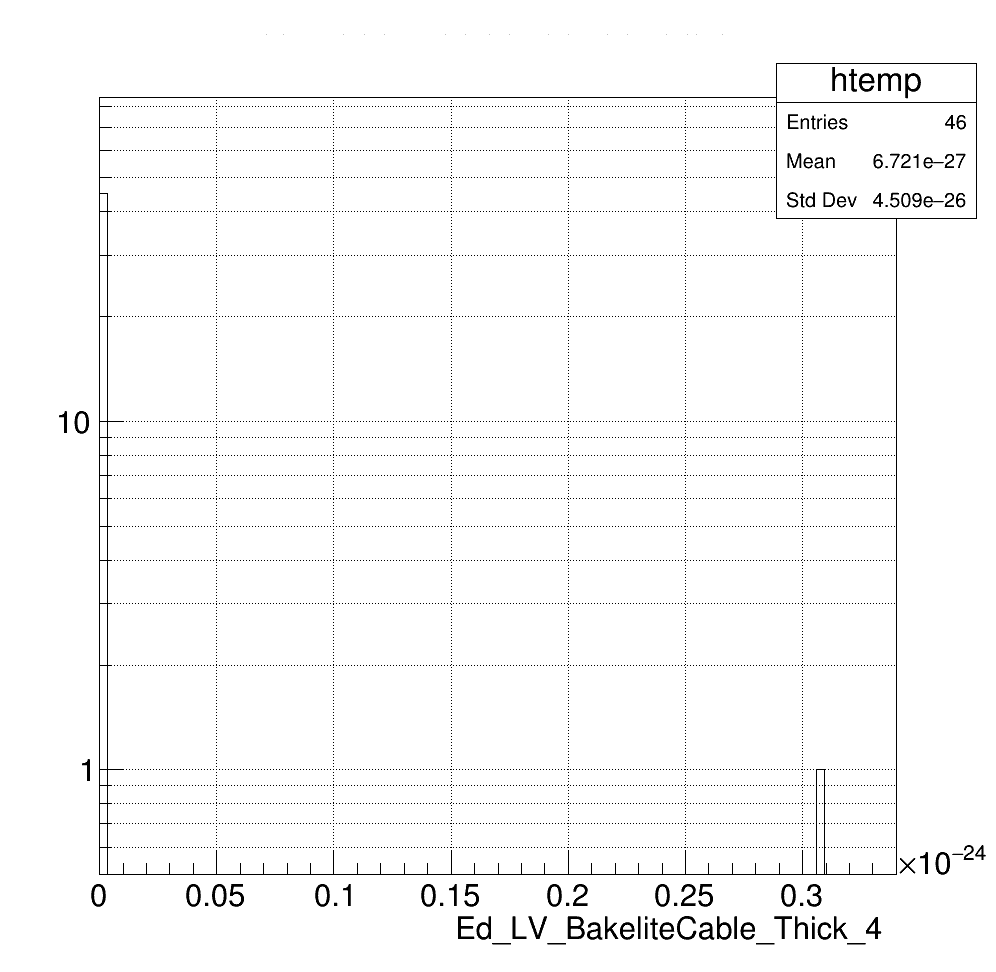 htemp
Entries 46
Mean 6.721e–27
Std Dev 4.509e–26
10
1
0 0.05 0.1 0.15 0.2 0.25 0.3
×10⁻²⁴
Ed_LV_BakeliteCable_Thick_4